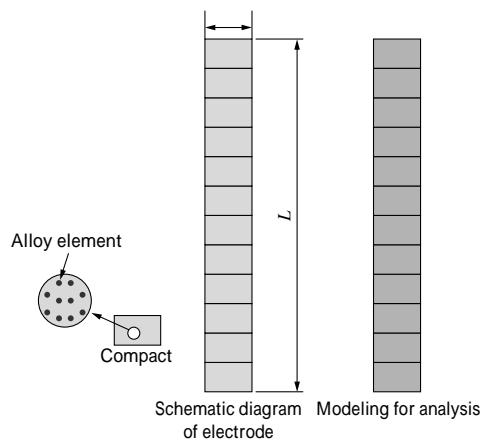 L
Alloy element
Compact
Schematic diagram
of electrode
Modeling for analysis